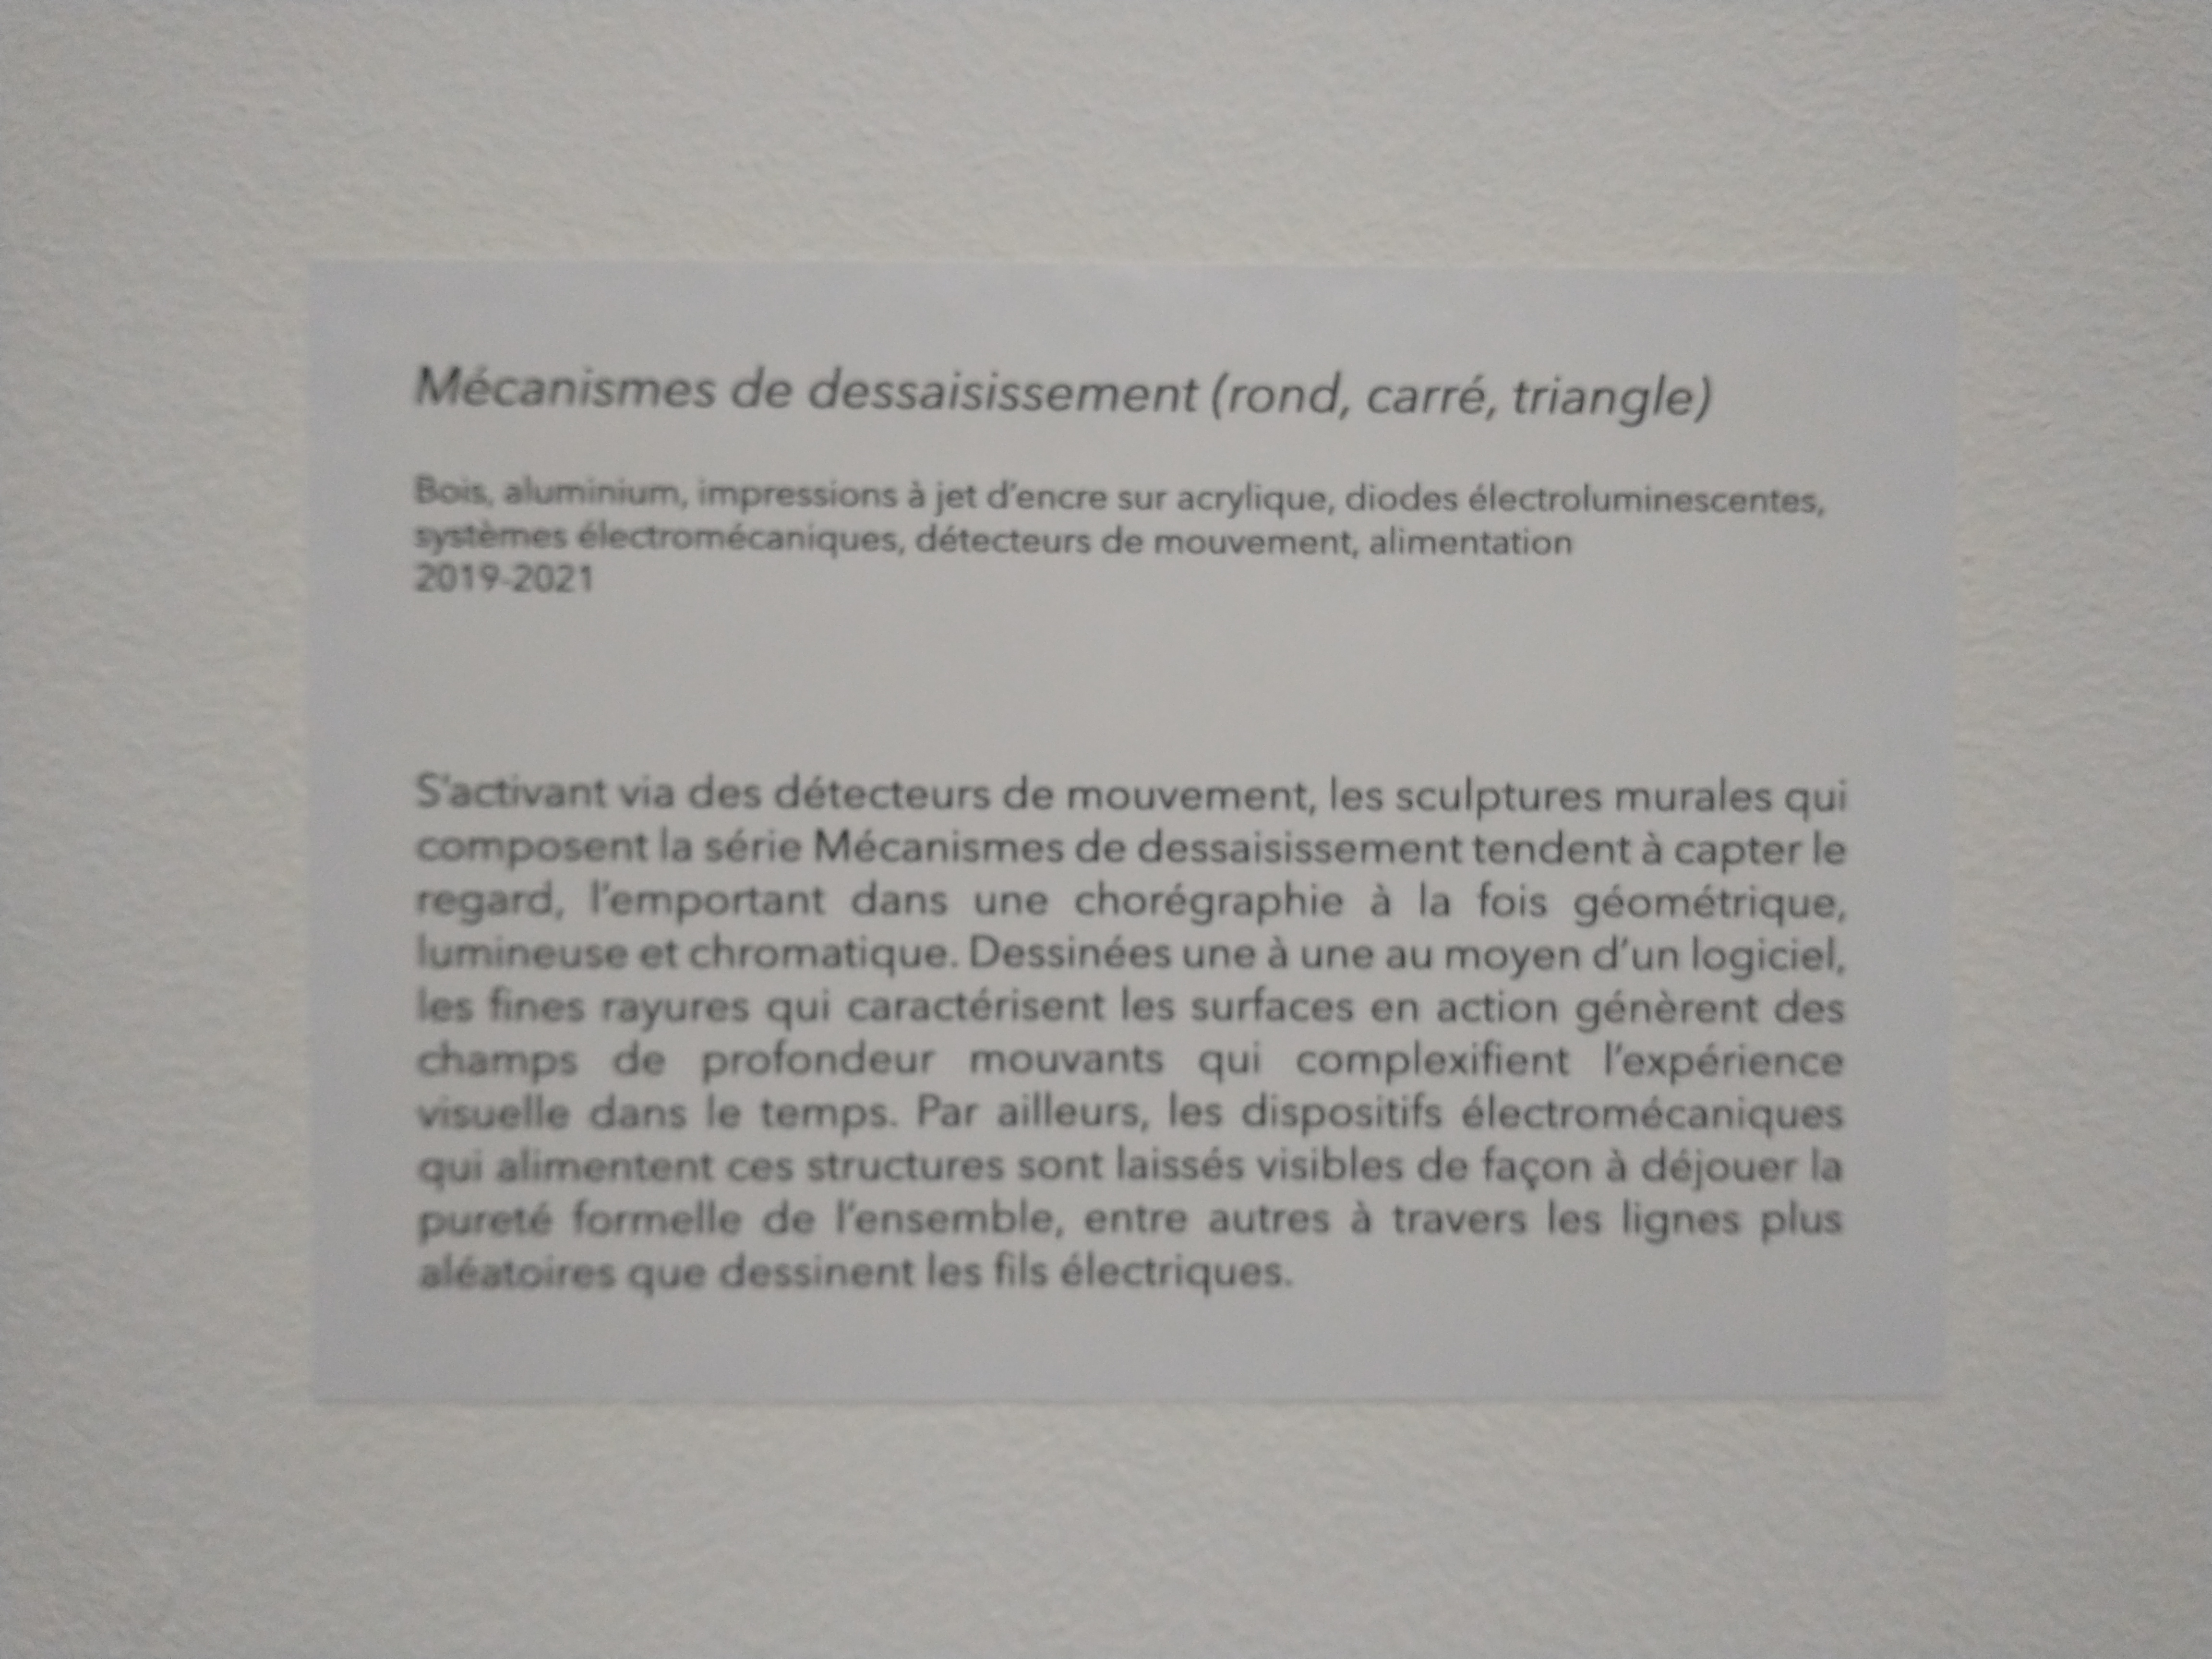 Mécanismes de dessaisissement (rond, carré, triangle)
Bois, aluminium, impressions à jet d'encre sur acrylique, diodes électroluminescentes,
systèmes électromécaniques, détecteurs de mouvement, alimentation
2019-2021
S'activant via des détecteurs de mouvement, les sculptures murales qui
composent la série Mécanismes de dessaisissement tendent à capter le
regard, l'emportant dans une chorégraphie à la fois géométrique,
lumineuse et chromatique. Dessinées une à une au moyen d'un logiciel,
les fines rayures qui caractérisent les surfaces en action génèrent des
champs de profondeur mouvants qui complexifient l'expérience
visuelle dans le temps. Par ailleurs, les dispositifs électromécaniques
qui alimentent ces structures sont laissés visibles de façon à déjouer la
pureté formelle de l'ensemble, entre autres à travers les lignes plus
aléatoires que dessinent les fils électriques.